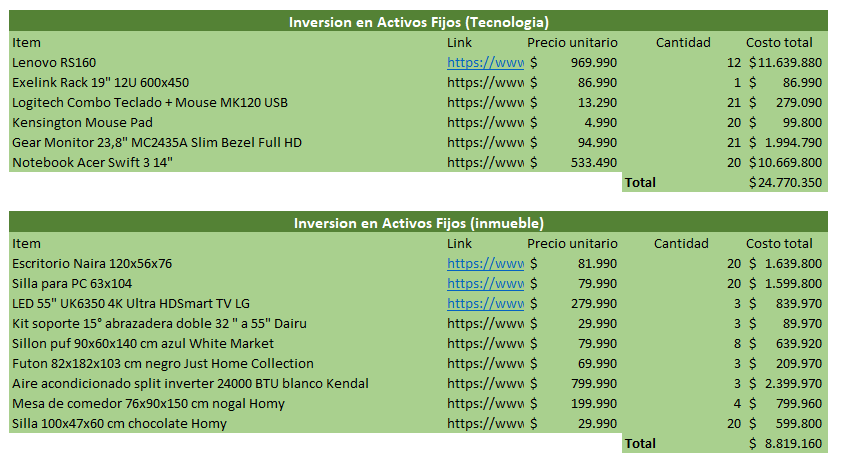 Inversion en Activos Fijos (Tecnologia)
Item Link Precio unitario Cantidad Costo total
Lenovo RS160 https://www $ 969.990 12 $11.639.880
Exelink Rack 19" 12U 600x450 https://www $ 86.990 1 $ 86.990
Logitech Combo Teclado + Mouse MK120 USB https://www $ 13.290 21 $ 279.090
Kensington Mouse Pad https://www $ 4.990 20 $ 99.800
Gear Monitor 23,8" MC2435A Slim Bezel Full HD https://www $ 94.990 21 $ 1.994.790
Notebook Acer Swift 3 14" https://www $ 533.490 20 $10.669.800
Total $24.770.350
Inversion en Activos Fijos (inmueble)
Item Link Precio unitario Cantidad Costo total
Escritorio Naira 120x56x76 https://www $ 81.990 20 $ 1.639.800
Silla para PC 63x104 https://www $ 79.990 20 $ 1.599.800
LED 55" UK6350 4K Ultra HDSmart TV LG https://www $ 279.990 3 $ 839.970
Kit soporte 15° abrazadera doble 32 " a 55" Dairu https://www $ 29.990 3 $ 89.970
Sillon puf 90x60x140 cm azul White Market https://www $ 79.990 8 $ 639.920
Futon 82x182x103 cm negro Just Home Collection https://www $ 69.990 3 $ 209.970
Aire acondicionado split inverter 24000 BTU blanco Kendal https://www $ 799.990 3 $ 2.399.970
Mesa de comedor 76x90x150 cm nogal Homy https://www $ 199.990 4 $ 799.960
Silla 100x47x60 cm chocolate Homy https://www $ 29.990 20 $ 599.800
Total $ 8.819.160